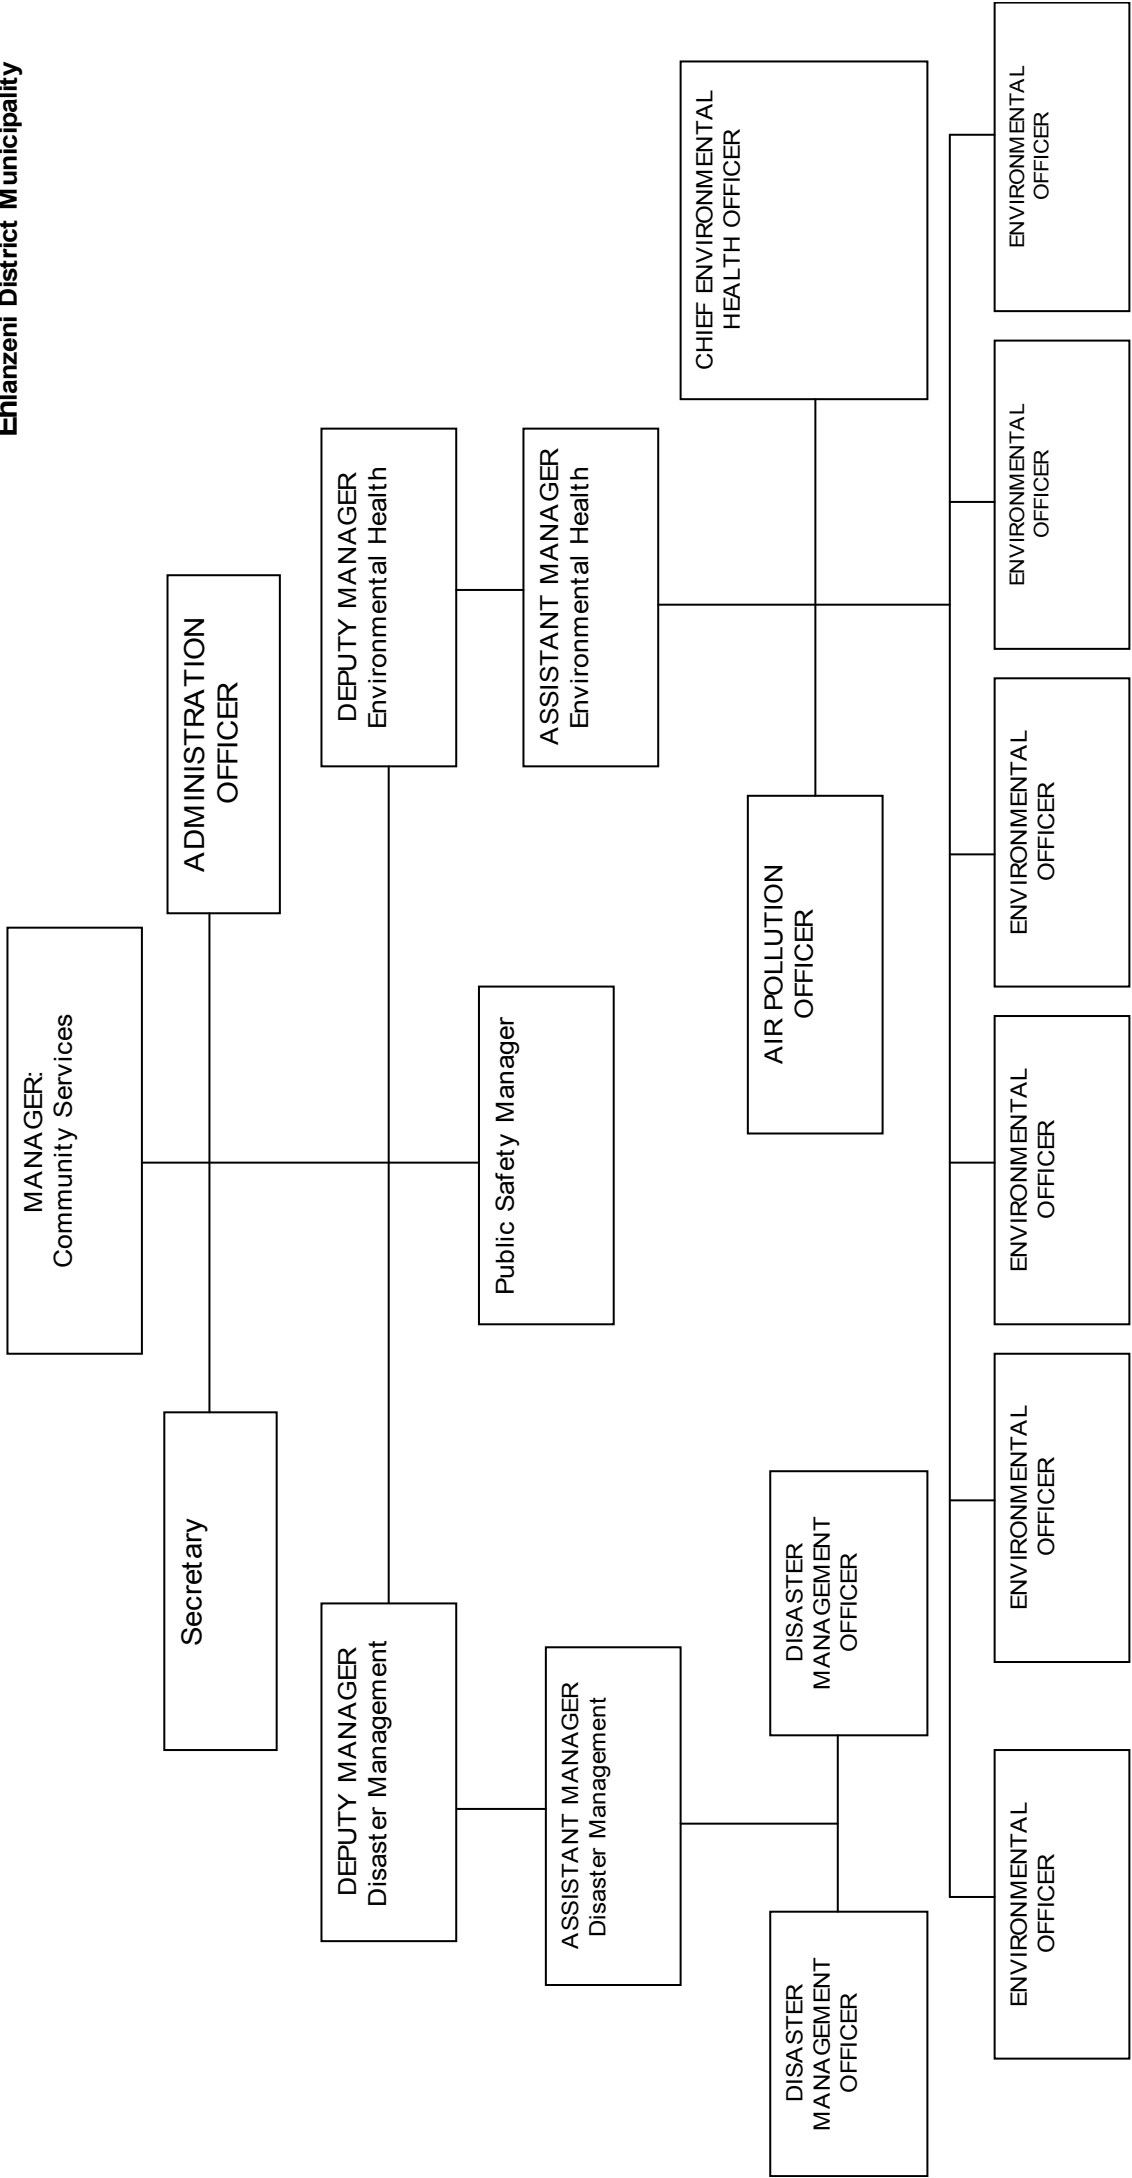 Ehlanzeni District Municipality
MANAGER:
Community Services
Secretary
ADMINISTRATION
OFFICER
DEPUTY MANAGER
Disaster Management
DEPUTY MANAGER
Environmental Health
Public Safety Manager
ASSISTANT MANAGER
Disaster Management
ASSISTANT MANAGER
Environmental Health
DISASTER
MANAGEMENT
OFFICER
DISASTER
MANAGEMENT
OFFICER
AIR POLLUTION
OFFICER
CHIEF ENVIRONMENTAL
HEALTH OFFICER
ENVIRONMENTAL
OFFICER
ENVIRONMENTAL
OFFICER
ENVIRONMENTAL
OFFICER
ENVIRONMENTAL
OFFICER
ENVIRONMENTAL
OFFICER
ENVIRONMENTAL
OFFICER